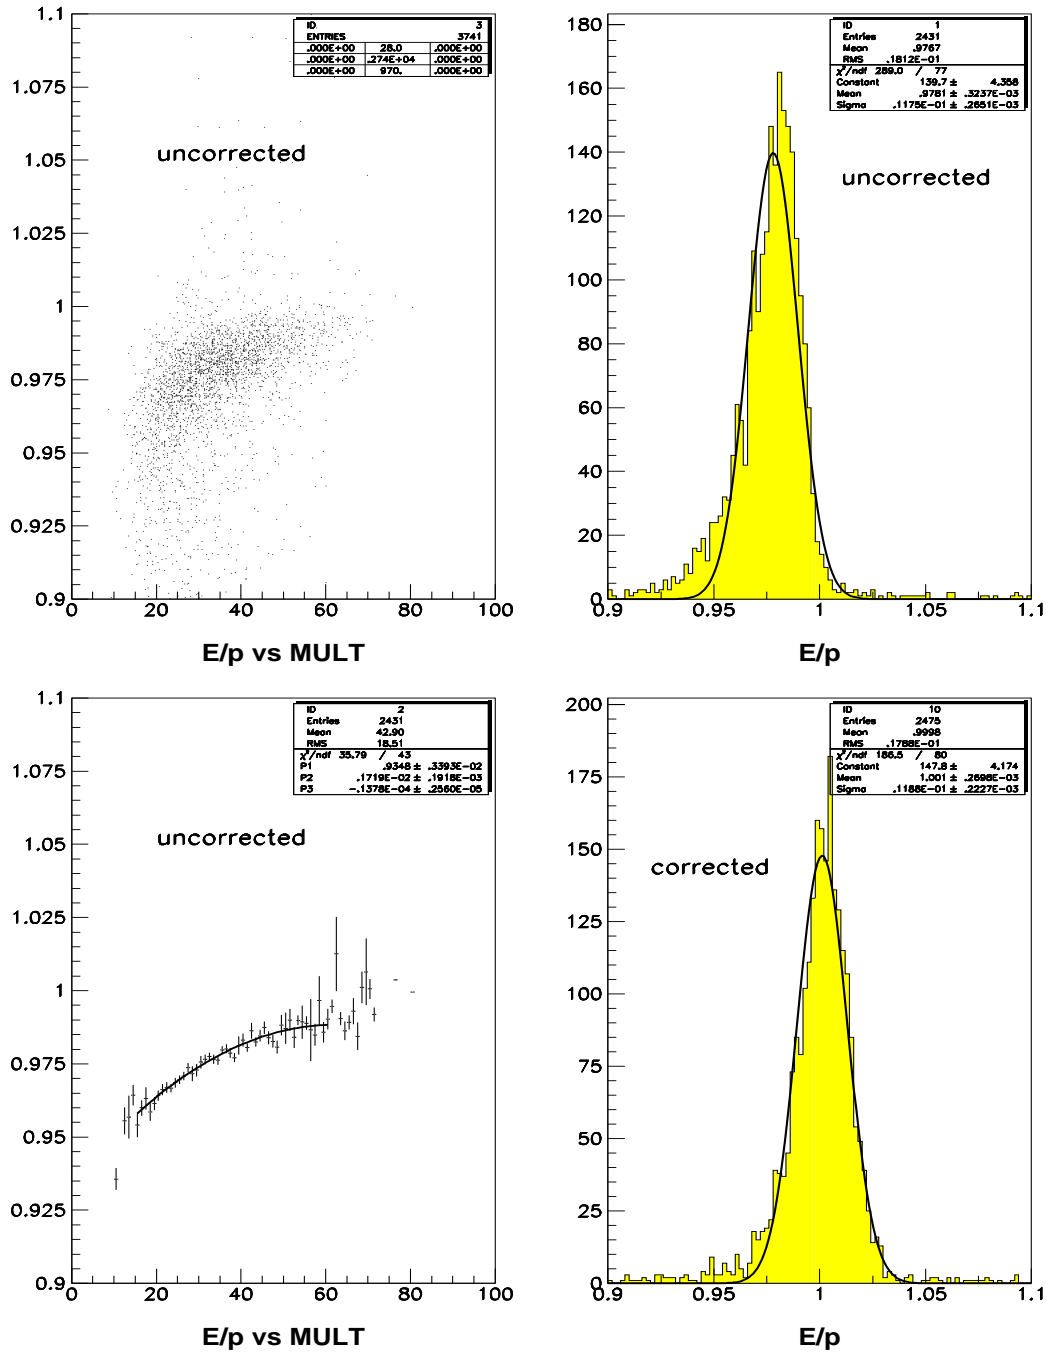 1.1
1.075
1.05
1.025
1
0.975
0.95
0.925
0.9
0 20 40 60 80 100
ID 3
ENTRIES 3741
.000E+00 28.0 .000E+00
.000E+00 .274E+04 .000E+00
.000E+00 970. .000E+00
uncorrected
E/p vs MULT
180
160
140
120
100
80
60
40
20
0
0.9 0.95 1 1.05 1.1
ID 1
Entries 2431
Mean .9767
RMS .1812E-01
χ²/ndf 289.0 / 77
Constant 139.7 ± 4.358
Mean .9781 ± .3237E-03
Sigma .1175E-01 ± .2651E-03
uncorrected
E/p
1.1
1.075
1.05
1.025
1
0.975
0.95
0.925
0.9
0 20 40 60 80 100
ID 2
Entries 2431
Mean 42.90
RMS 18.51
χ²/ndf 35.79 / 43
P1 .9348 ± .3393E-02
P2 .1719E-02 ± .1918E-03
P3 -.1378E-04 ± .2560E-05
uncorrected
E/p vs MULT
200
175
150
125
100
75
50
25
0
0.9 0.95 1 1.05 1.1
ID 10
Entries 2475
Mean .9998
RMS .1788E-01
χ²/ndf 186.5 / 80
Constant 147.8 ± 4.174
Mean 1.001 ± .2698E-03
Sigma .1188E-01 ± .2227E-03
corrected
E/p